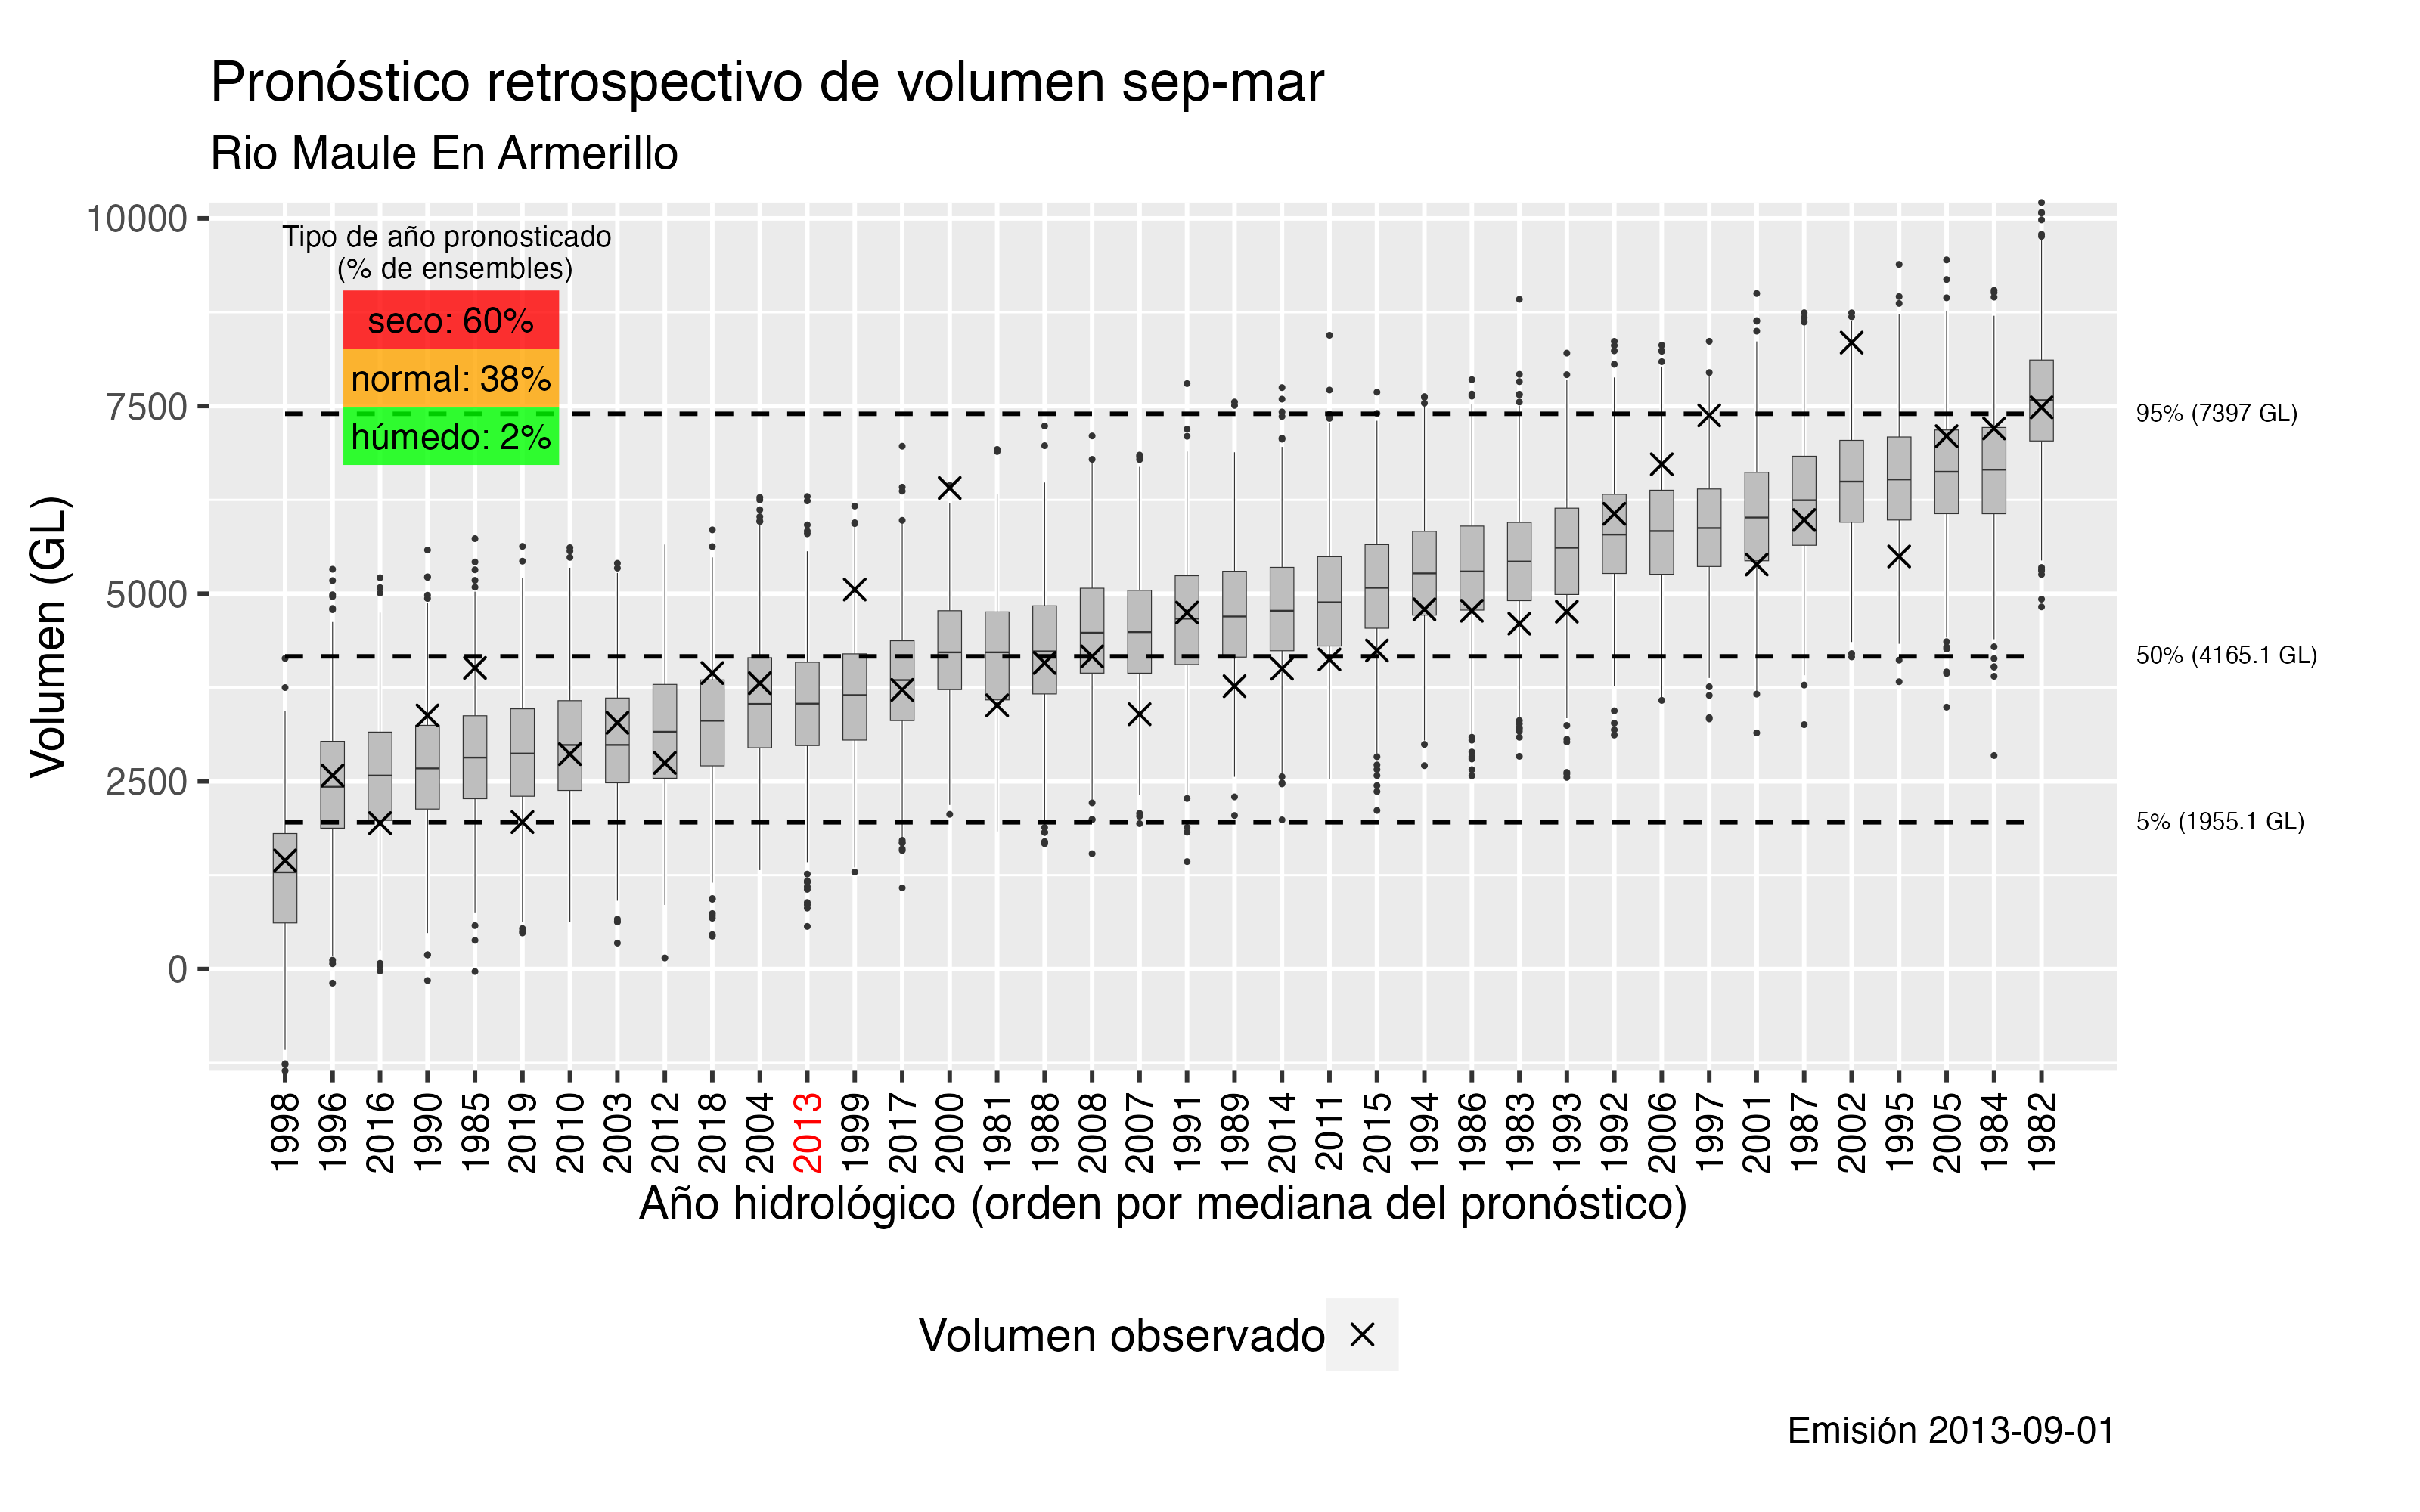 Pronóstico retrospectivo de volumen sep-mar
Rio Maule En Armerillo
Volumen (GL)
10000
7500
5000
2500
0
Tipo de año pronosticado
(% de ensembles)
seco: 60%
normal: 38%
húmedo: 2%
95% (7397 GL)
50% (4165.1 GL)
5% (1955.1 GL)
1998 1996 2016 1990 1985 2019 2010 2003 2012 2018 2004 2013 1999 2017 2000 1981 1988 2008 2007 1991 1989 2014 2011 2015 1994 1986 1983 1993 1992 2006 1997 2001 1987 2002 1995 2005 1984 1982
Año hidrológico (orden por mediana del pronóstico)
Volumen observado
Emisión 2013-09-01